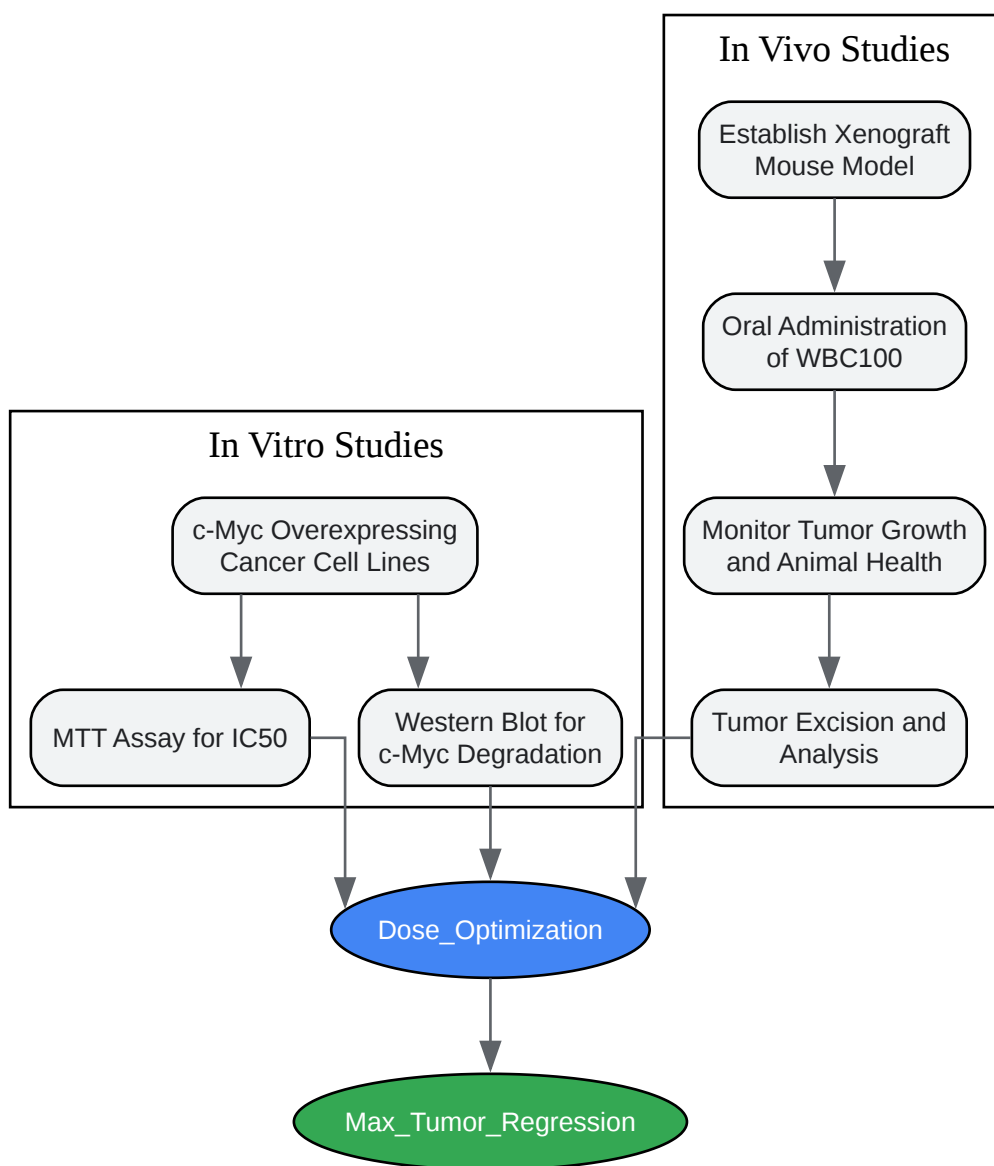 In Vivo Studies
Establish Xenograft
Mouse Model
Oral Administration
of WBC100
Monitor Tumor Growth
and Animal Health
Tumor Excision and
Analysis
In Vitro Studies
c-Myc Overexpressing
Cancer Cell Lines
MTT Assay for IC50
Western Blot for
c-Myc Degradation
Dose_Optimization
Max_Tumor_Regression